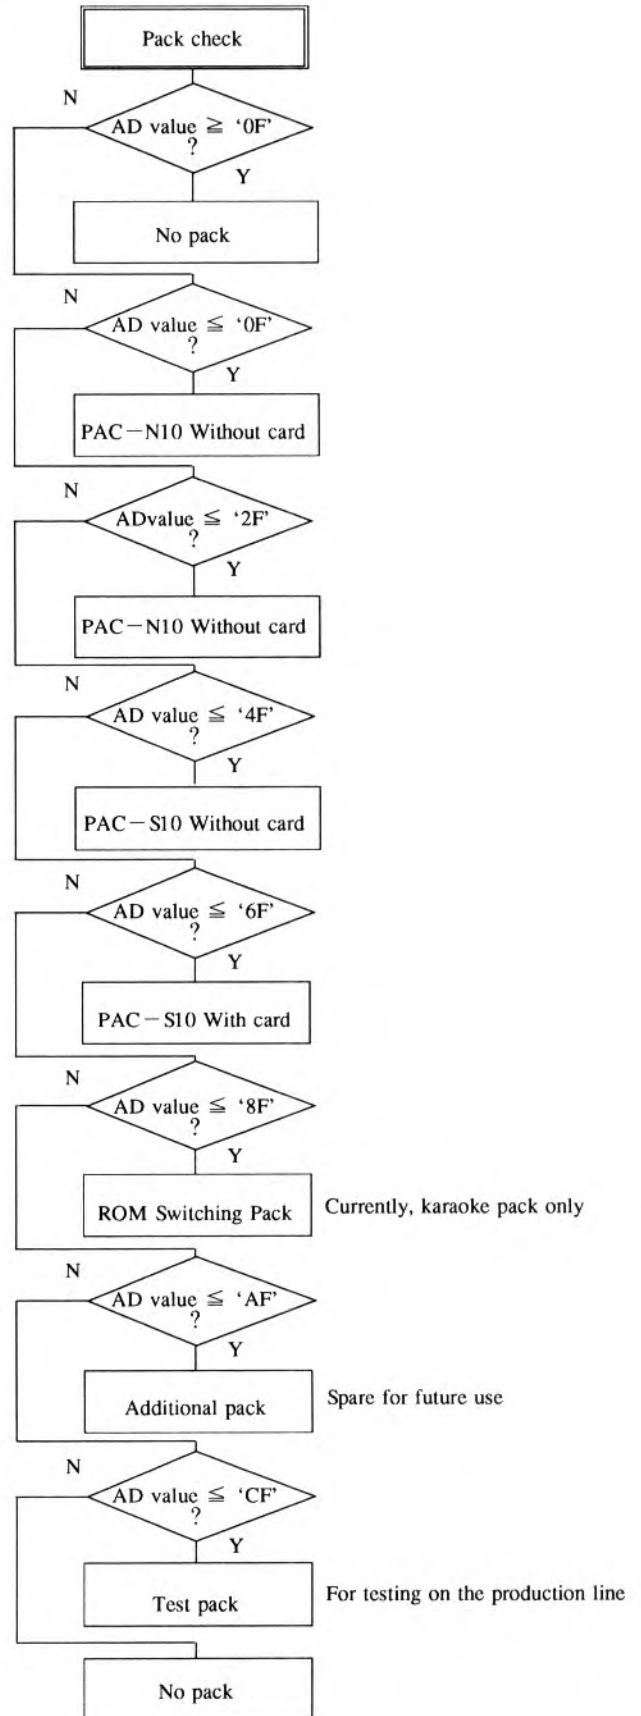 Pack check
N
AD value ≧ ‘0F’
?
Y
No pack
N
AD value ≦ ‘0F’
?
Y
PAC－N10 Without card
N
ADvalue ≦ ‘2F’
?
Y
PAC－N10 Without card
N
AD value ≦ ‘4F’
?
Y
PAC－S10 Without card
N
AD value ≦ ‘6F’
?
Y
PAC－S10 With card
N
AD value ≦ ‘8F’
?
Y
ROM Switching Pack Currently, karaoke pack only
N
AD value ≦ ‘AF’
?
Y
Additional pack Spare for future use
N
AD value ≦ ‘CF’
?
Y
Test pack For testing on the production line
No pack